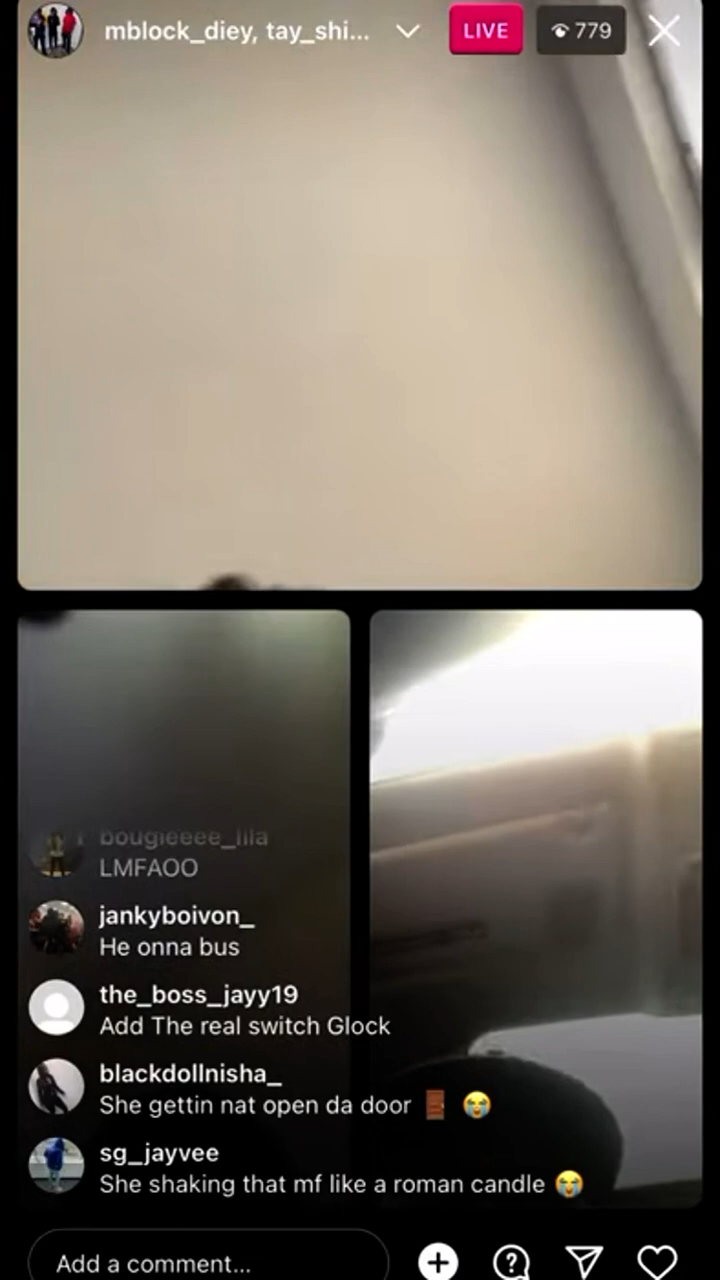 mblock_diey, tay_shi...
LIVE
779
bougieeee_lila
LMFAOO
jankyboivon_
He onna bus
the_boss_jayy19
Add The real switch Glock
blackdollnisha_
She gettin nat open da door 🚪 😭
sg_jayvee
She shaking that mf like a roman candle 😭
Add a comment...